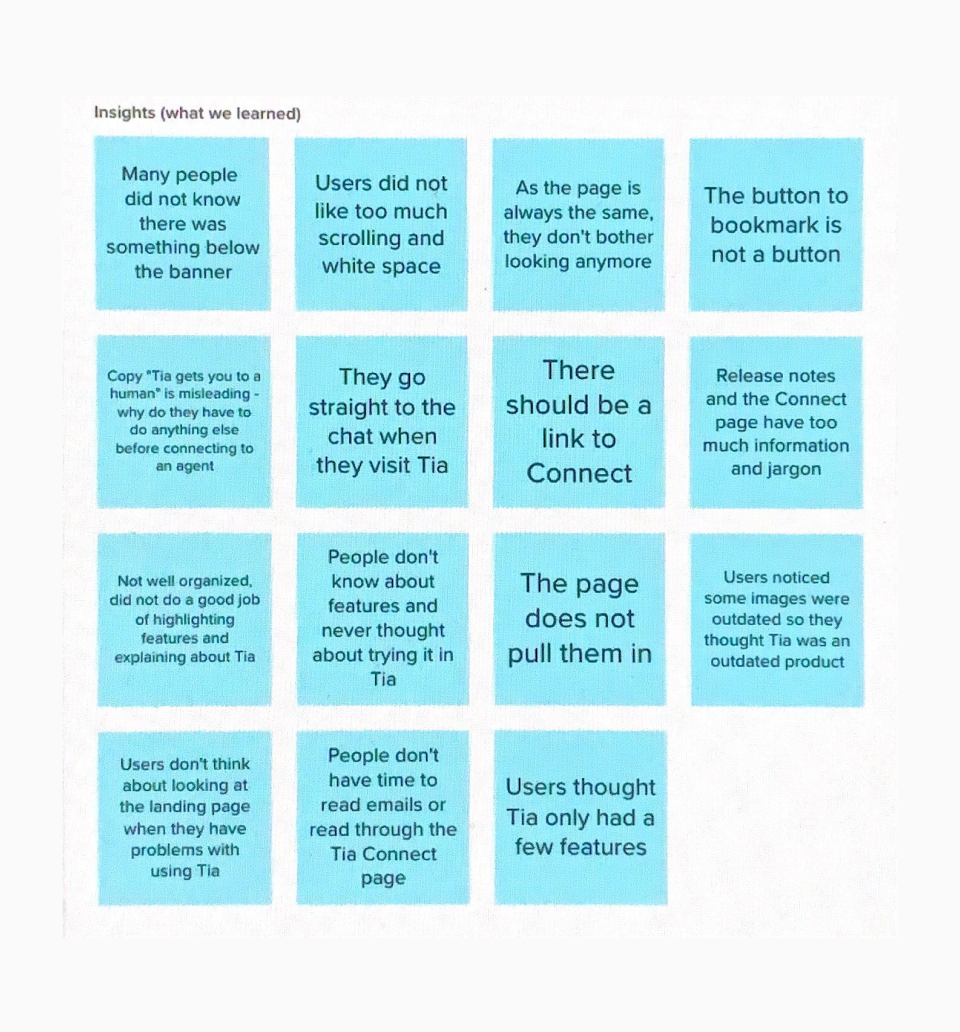 Insights (what we learned)
Many people
did not know
there was
something below
the banner
Users did not
like too much
scrolling and
white space
As the page is
always the same,
they don't bother
looking anymore
The button to
bookmark is
not a button
Copy "Tia gets you to a
human" is misleading -
why do they have to
do anything else
before connecting to
an agent
They go
straight to the
chat when
they visit Tia
There
should be a
link to
Connect
Release notes
and the Connect
page have too
much information
and jargon
Not well organized,
did not do a good job
of highlighting
features and
explaining about Tia
People don't
know about
features and
never thought
about trying it in
Tia
The page
does not
pull them in
Users noticed
some images were
outdated so they
thought Tia was an
outdated product
Users don't think
about looking at
the landing page
when they have
problems with
using Tia
People don't
have time to
read emails or
read through the
Tia Connect
page
Users thought
Tia only had a
few features